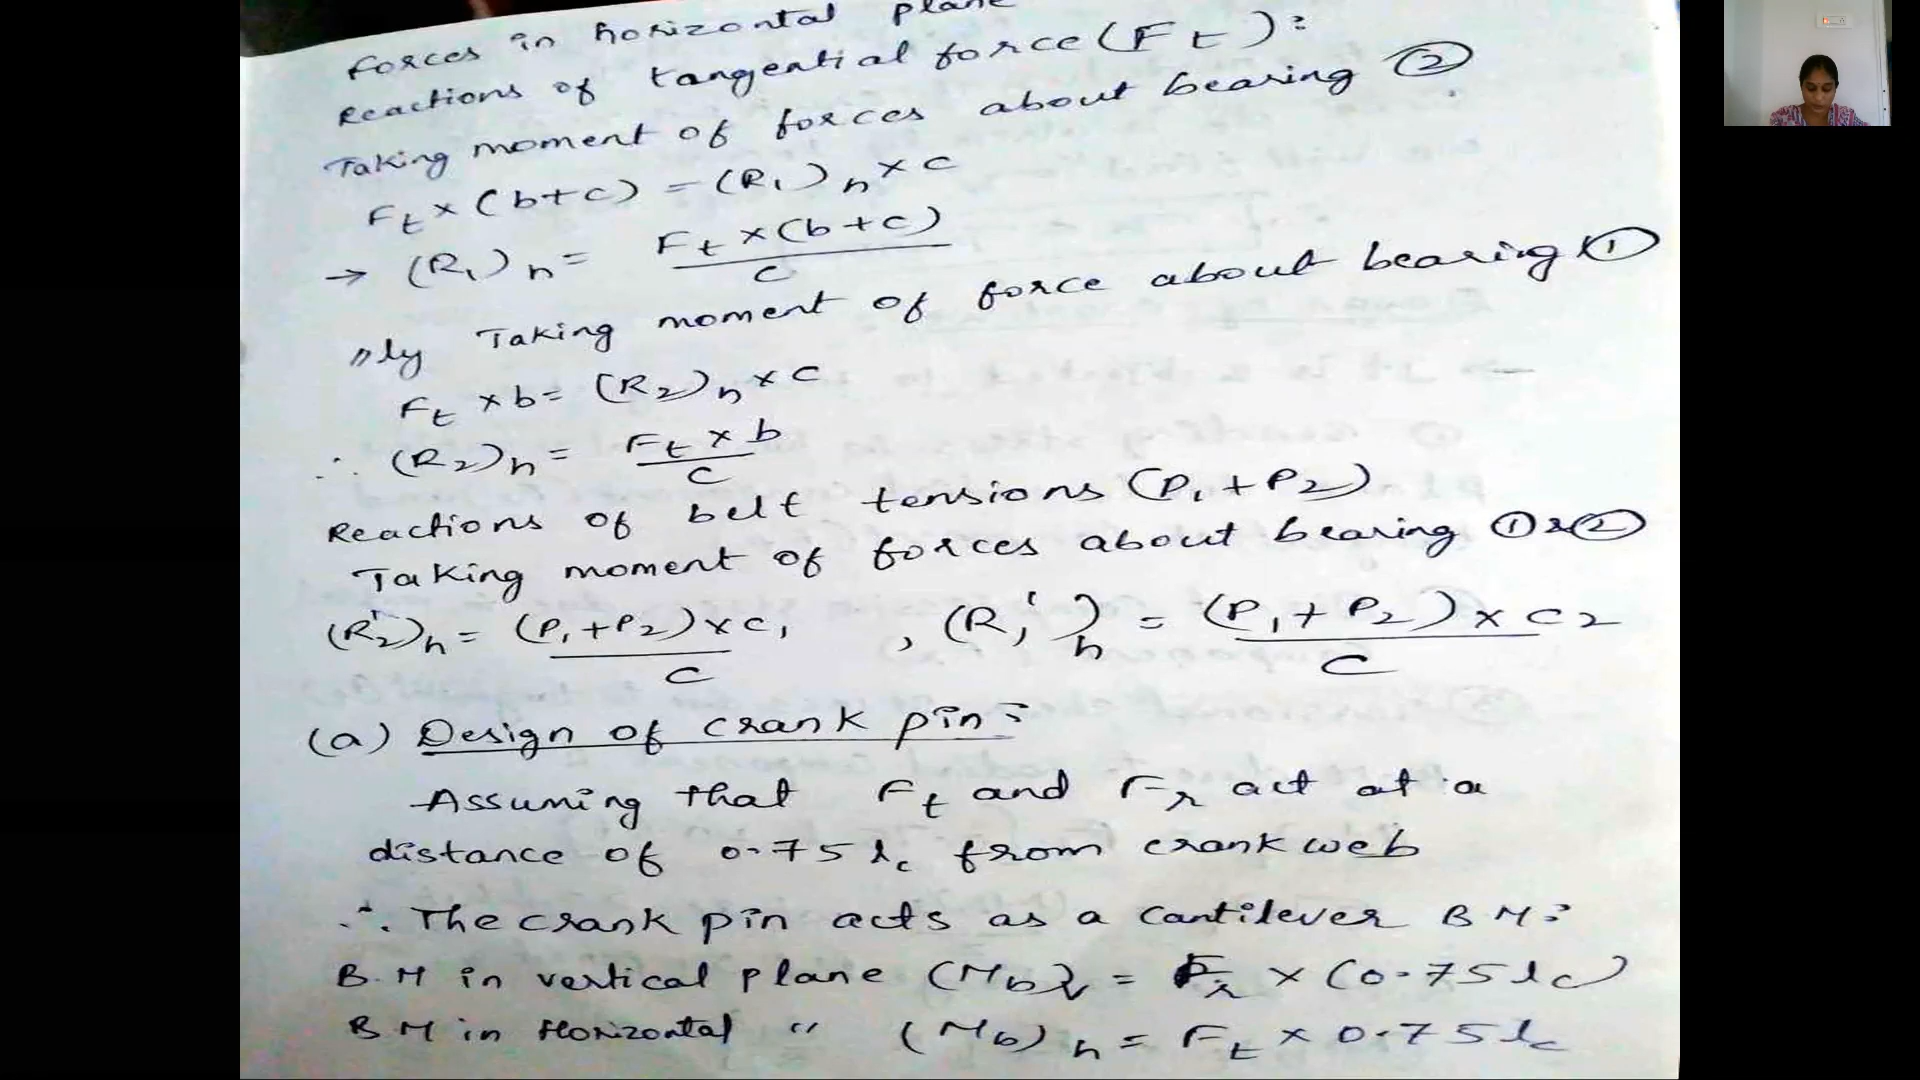 Forces in horizontal plane
Reactions of tangential force (Ft):
Taking moment of forces about bearing ②
Ft × (b+c) = (R1)h × c
→ (R1)h = Ft × (b+c) / c
〃ly Taking moment of force about bearing ①
Ft × b = (R2)h × c
∴ (R2)h = Ft × b / c
Reactions of belt tensions (P1 + P2)
Taking moment of forces about bearing ① & ②
(R2')h = (P1+P2) × c1 / c , (R1')h = (P1+P2) × c2 / c
(a) Design of crank pin:
Assuming that Ft and Fr act at a
distance of 0.75 lc from crank web
∴ The crank pin acts as a cantilever B M:
B.M in vertical plane (Mb)v = Fr × (0.75 lc)
B M in Horizontal 〃 (Mb)h = Ft × 0.75 lc